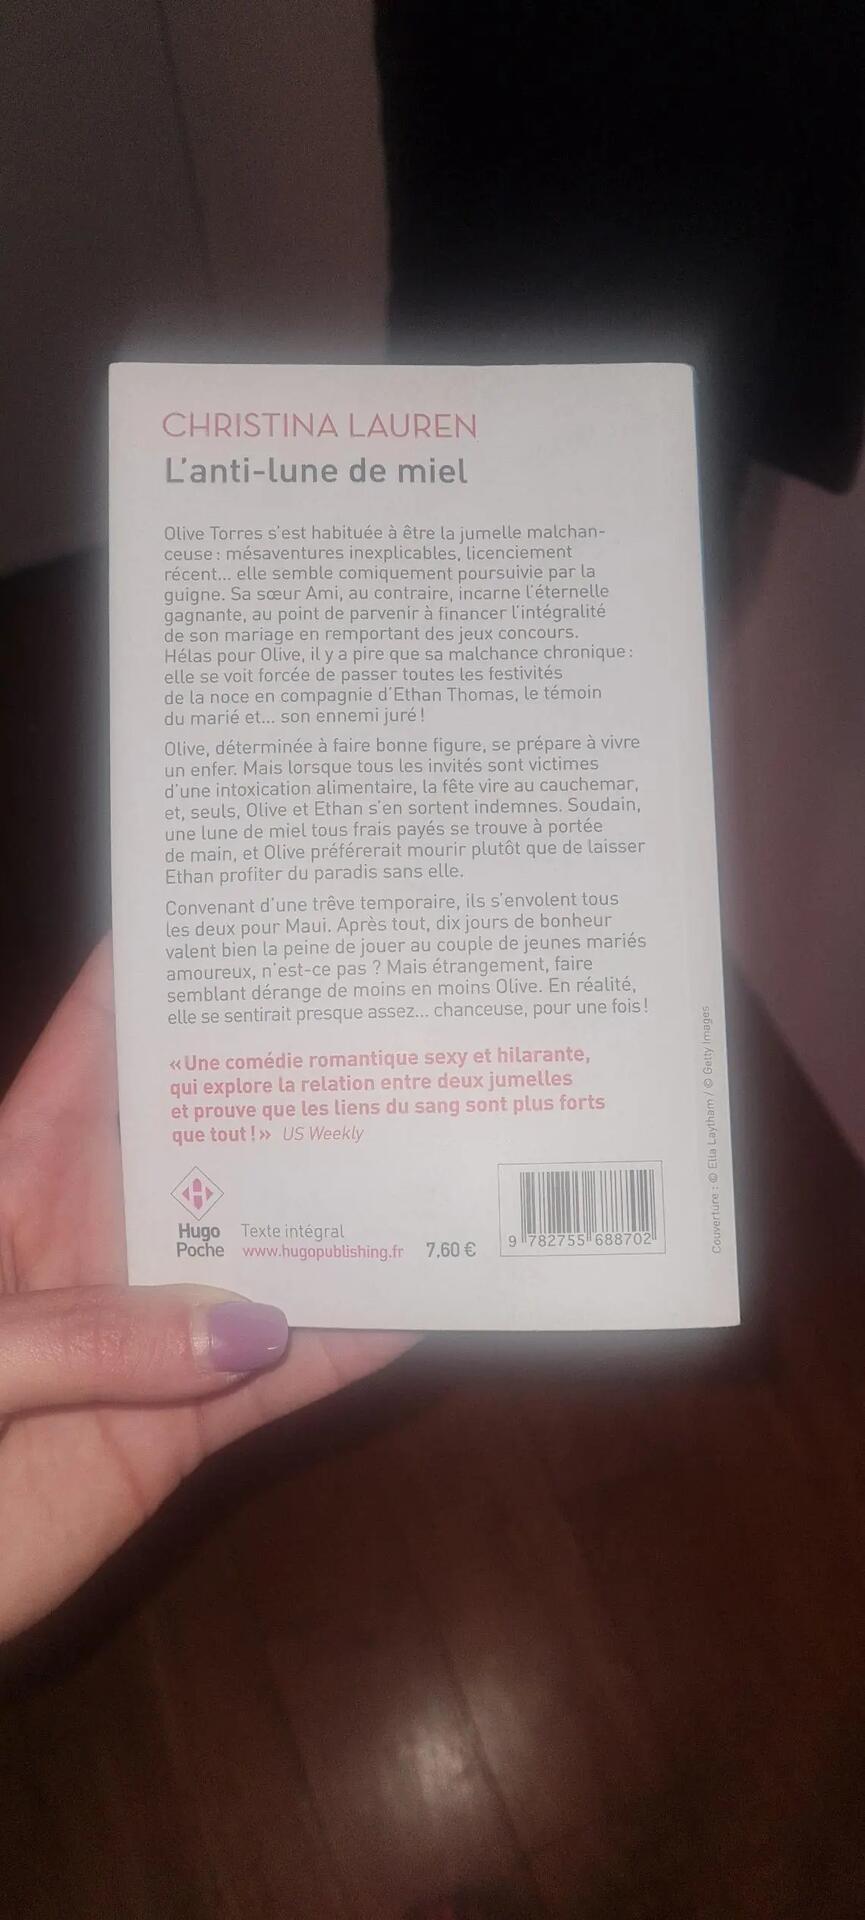 CHRISTINA LAUREN
L'anti-lune de miel
Olive Torres s'est habituée à être la jumelle malchan-
ceuse : mésaventures inexplicables, licenciement
récent... elle semble comiquement poursuivie par la
guigne. Sa sœur Ami, au contraire, incarne l'éternelle
gagnante, au point de parvenir à financer l'intégralité
de son mariage en remportant des jeux concours.
Hélas pour Olive, il y a pire que sa malchance chronique :
elle se voit forcée de passer toutes les festivités
de la noce en compagnie d'Ethan Thomas, le témoin
du marié et... son ennemi juré !
Olive, déterminée à faire bonne figure, se prépare à vivre
un enfer. Mais lorsque tous les invités sont victimes
d'une intoxication alimentaire, la fête vire au cauchemar,
et, seuls, Olive et Ethan s'en sortent indemnes. Soudain,
une lune de miel tous frais payés se trouve à portée
de main, et Olive préférerait mourir plutôt que de laisser
Ethan profiter du paradis sans elle.
Convenant d'une trêve temporaire, ils s'envolent tous
les deux pour Maui. Après tout, dix jours de bonheur
valent bien la peine de jouer au couple de jeunes mariés
amoureux, n'est-ce pas ? Mais étrangement, faire
semblant dérange de moins en moins Olive. En réalité,
elle se sentirait presque assez... chanceuse, pour une fois !
« Une comédie romantique sexy et hilarante,
qui explore la relation entre deux jumelles
et prouve que les liens du sang sont plus forts
que tout ! » US Weekly
Hugo
Poche
Texte intégral
www.hugopublishing.fr
7,60 €
9 782755 688702
Couverture : © Ella Laytham / © Getty Images